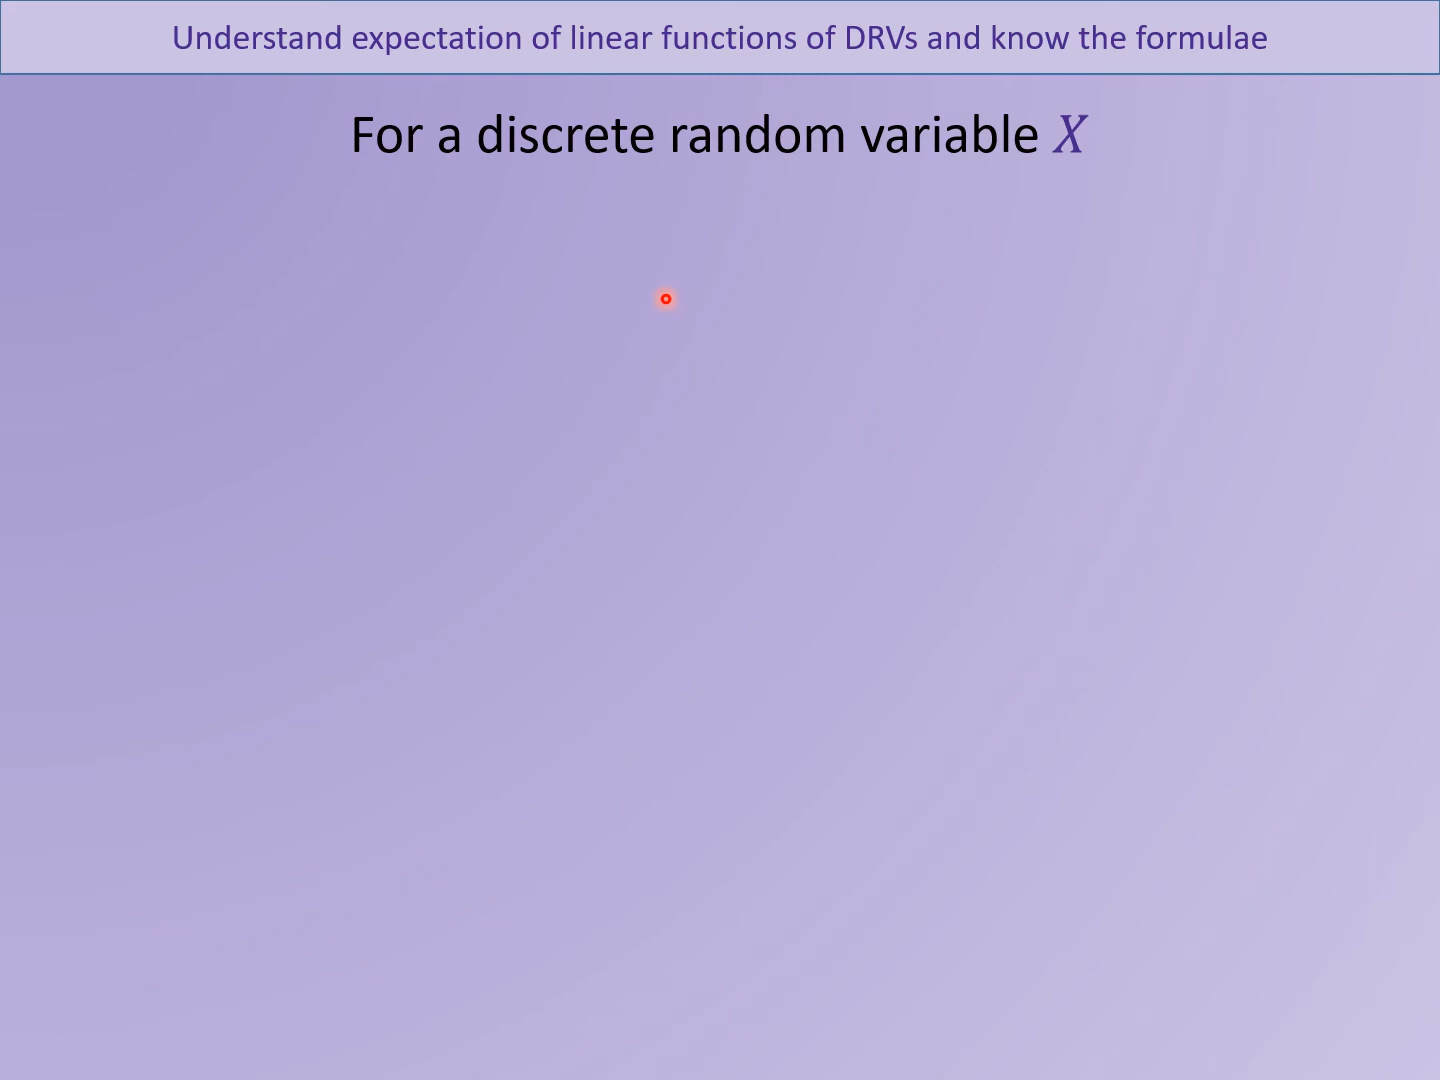 Understand expectation of linear functions of DRVs and know the formulae
For a discrete random variable X